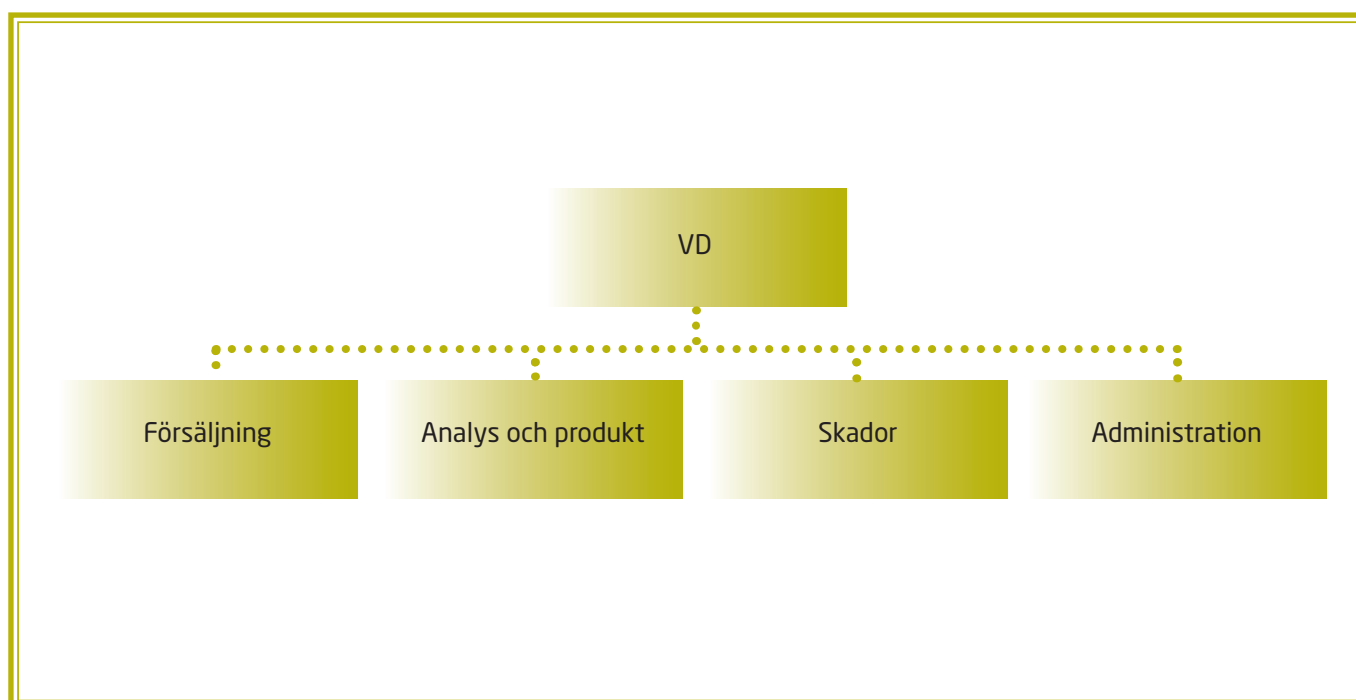 VD
Försäljning
Analys och produkt
Skador
Administration